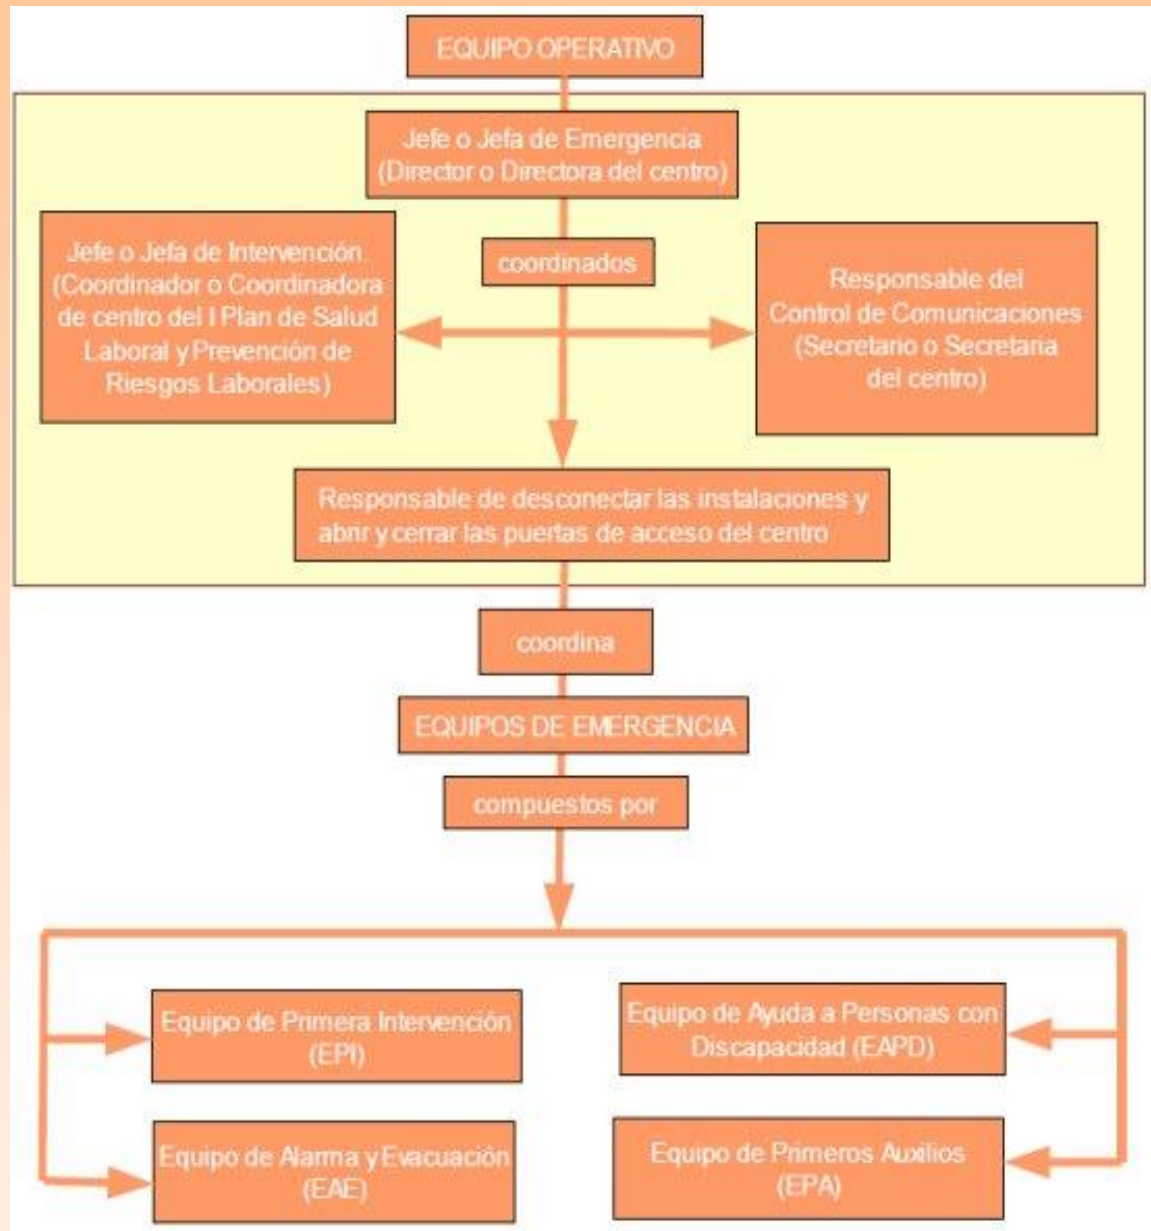 EQUIPO OPERATIVO
Jefe o Jefa de Emergencia
(Director o Directora del centro)
Jefe o Jefa de Intervención.
(Coordinador o Coordinadora
de centro del I Plan de Salud
Laboral y Prevención de
Riesgos Laborales)
coordinados
Responsable del
Control de Comunicaciones
(Secretario o Secretaria
del centro)
Responsable de desconectar las instalaciones y
abrir y cerrar las puertas de acceso del centro
coordina
EQUIPOS DE EMERGENCIA
compuestos por
Equipo de Primera Intervención
(EPI)
Equipo de Ayuda a Personas con
Discapacidad (EAPD)
Equipo de Alarma y Evacuación
(EAE)
Equipo de Primeros Auxilios
(EPA)